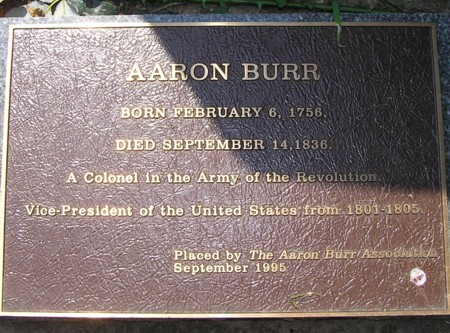 AARON BURR
BORN FEBRUARY 6, 1756,
DIED SEPTEMBER 14,1836.
A Colonel in the Army of the Revolution.
Vice-President of the United States from 1801-1805.
Placed by The Aaron Burr Association
September 1995